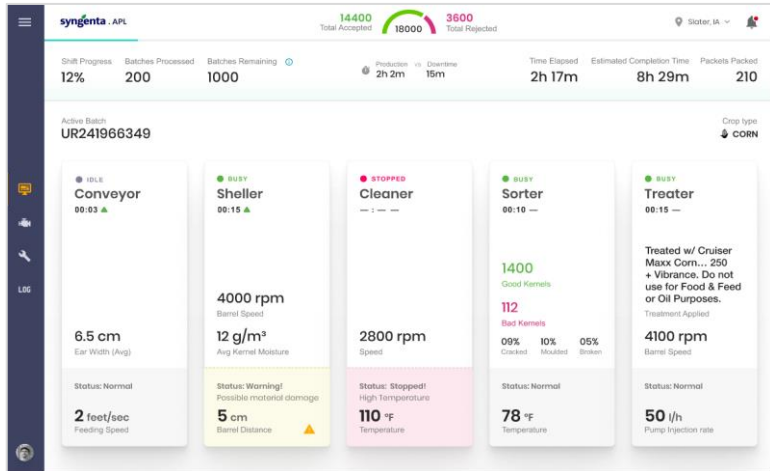 syngenta . APL
14400
Total Accepted
18000
3600
Total Rejected
Slater, IA
Shift Progress
12%
Batches Processed
200
Batches Remaining
1000
Production vs Downtime
2h 2m 15m
Time Elapsed
2h 17m
Estimated Completion Time
8h 29m
Packets Packed
210
Active Batch
UR241966349
Crop type
CORN
LOG
IDLE
Conveyor
00:03
6.5 cm
Ear Width (Avg)
Status: Normal
2 feet/sec
Feeding Speed
BUSY
Sheller
00:15
4000 rpm
Barrel Speed
12 g/m³
Avg Kernel Moisture
Status: Warning!
Possible material damage
5 cm
Barrel Distance
STOPPED
Cleaner
— : — —
2800 rpm
Speed
Status: Stopped!
High Temperature
110 °F
Temperature
BUSY
Sorter
00:10 —
1400
Good Kernels
112
Bad Kernels
09% 10% 05%
Cracked Moulded Broken
Status: Normal
78 °F
Temperature
BUSY
Treater
00:15 —
Treated w/ Cruiser
Maxx Corn... 250
+ Vibrance. Do not
use for Food & Feed
or Oil Purposes.
Treatment Applied
4100 rpm
Barrel Speed
Status: Normal
50 l/h
Pump Injection rate